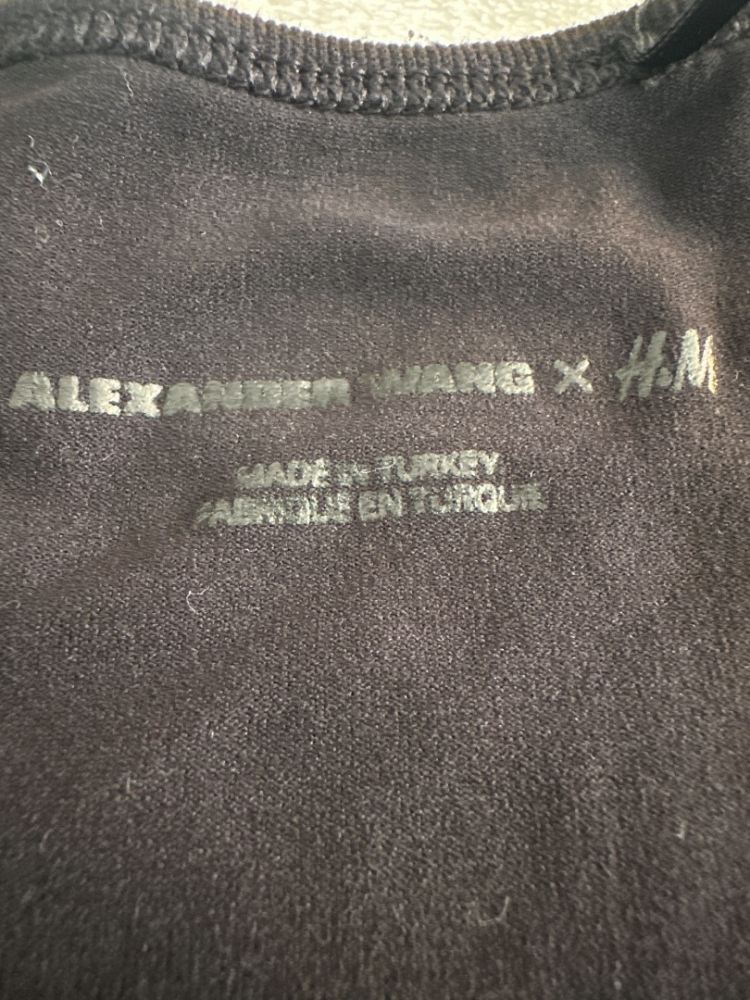 ALEXANDER WANG X H&M
MADE IN TURKEY
FABRIQUE EN TURQUIE